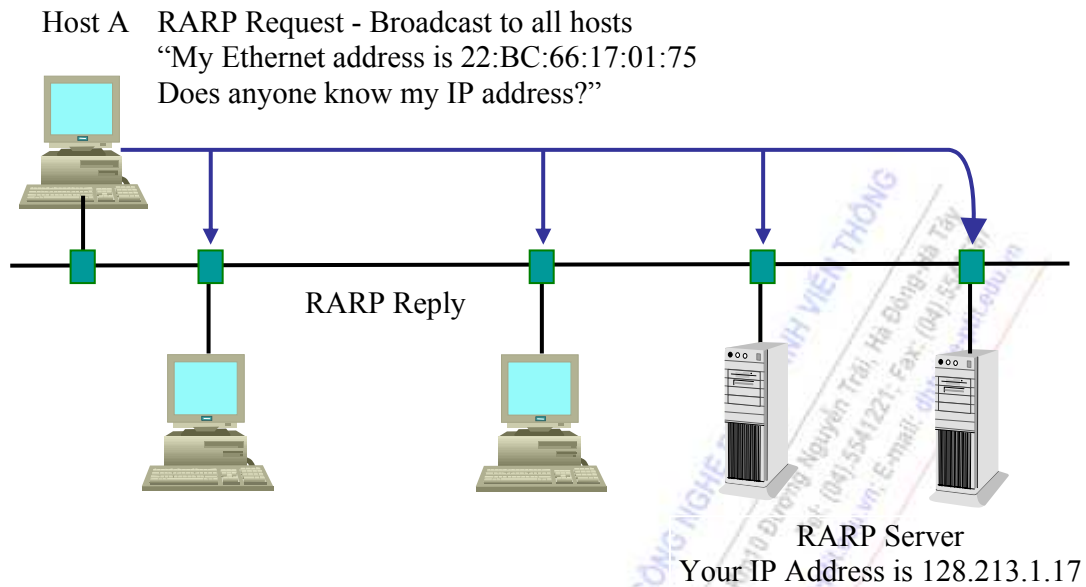 Host A RARP Request - Broadcast to all hosts
“My Ethernet address is 22:BC:66:17:01:75
Does anyone know my IP address?”
RARP Reply
RARP Server
Your IP Address is 128.213.1.17